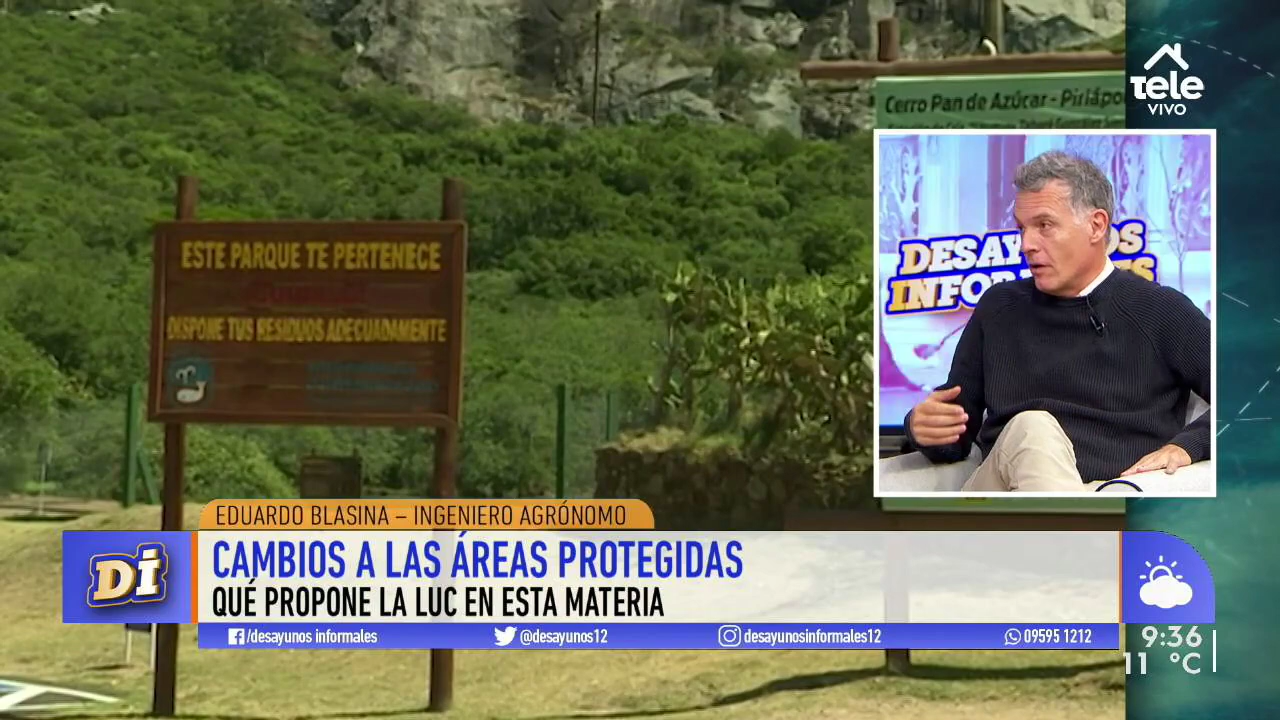 tele
VIVO
Cerro Pan de Azúcar - Piriápol
ESTE PARQUE TE PERTENECE
DISPONE TUS RESIDUOS ADECUADAMENTE
DESAYUNOS
INFOR
EDUARDO BLASINA – INGENIERO AGRÓNOMO
Di
CAMBIOS A LAS ÁREAS PROTEGIDAS
QUÉ PROPONE LA LUC EN ESTA MATERIA
/desayunos informales
@desayunos12
desayunosinformales12
09595 1212
9:36
11 °C